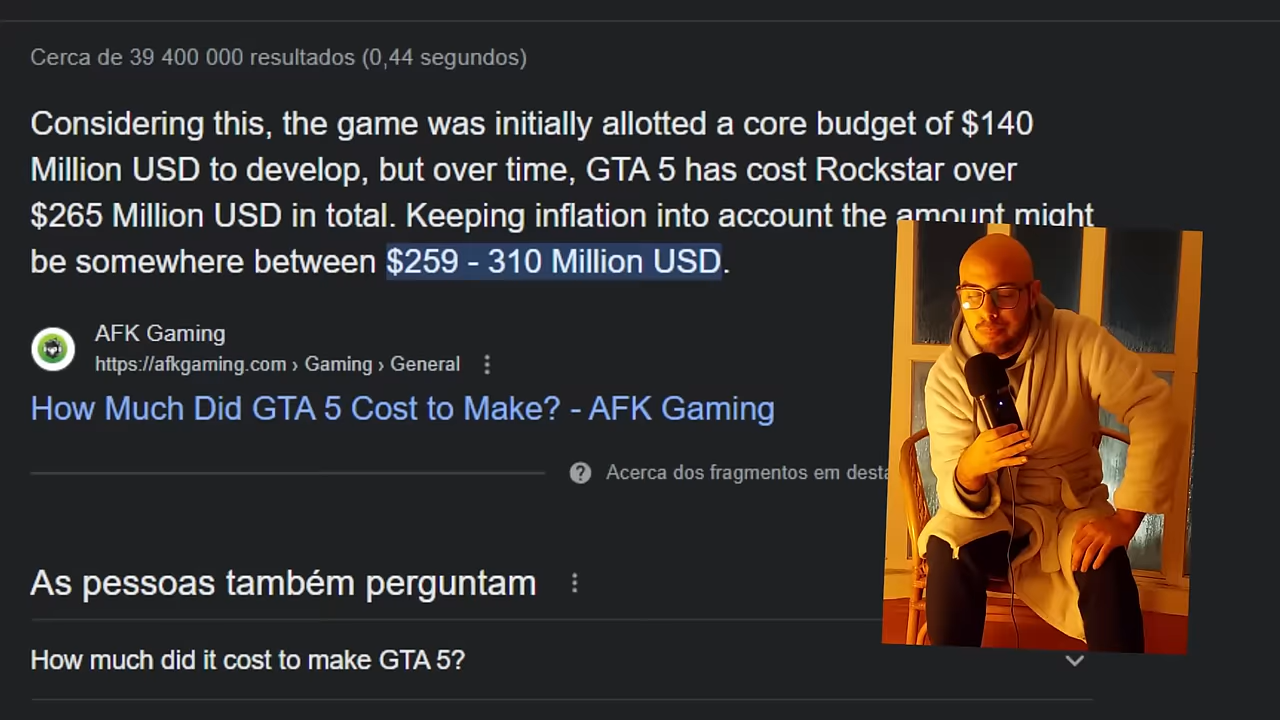 Cerca de 39 400 000 resultados (0,44 segundos)
Considering this, the game was initially allotted a core budget of $140
Million USD to develop, but over time, GTA 5 has cost Rockstar over
$265 Million USD in total. Keeping inflation into account the amount might
be somewhere between $259 - 310 Million USD.
AFK Gaming
https://afkgaming.com › Gaming › General
How Much Did GTA 5 Cost to Make? - AFK Gaming
Acerca dos fragmentos em desta
As pessoas também perguntam
How much did it cost to make GTA 5?